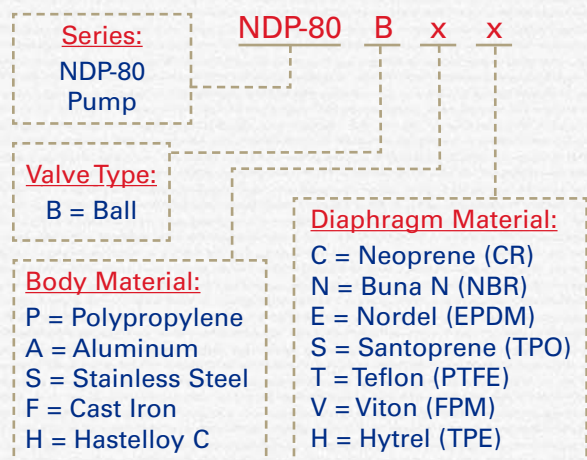 NDP-80 B x x
Series:
NDP-80
Pump
Valve Type:
B = Ball
Body Material:
P = Polypropylene
A = Aluminum
S = Stainless Steel
F = Cast Iron
H = Hastelloy C
Diaphragm Material:
C = Neoprene (CR)
N = Buna N (NBR)
E = Nordel (EPDM)
S = Santoprene (TPO)
T = Teflon (PTFE)
V = Viton (FPM)
H = Hytrel (TPE)